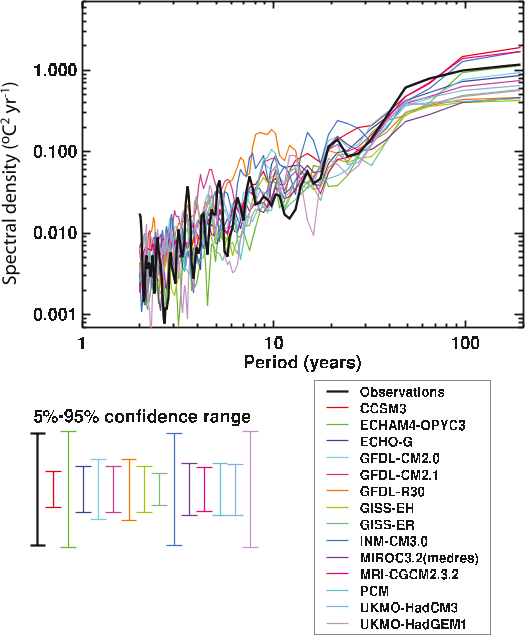 Spectral density (ºC² yr⁻¹)
1.000
0.100
0.010
0.001
1
10
100
Period (years)
5%-95% confidence range
Observations
CCSM3
ECHAM4-OPYC3
ECHO-G
GFDL-CM2.0
GFDL-CM2.1
GFDL-R30
GISS-EH
GISS-ER
INM-CM3.0
MIROC3.2(medres)
MRI-CGCM2.3.2
PCM
UKMO-HadCM3
UKMO-HadGEM1